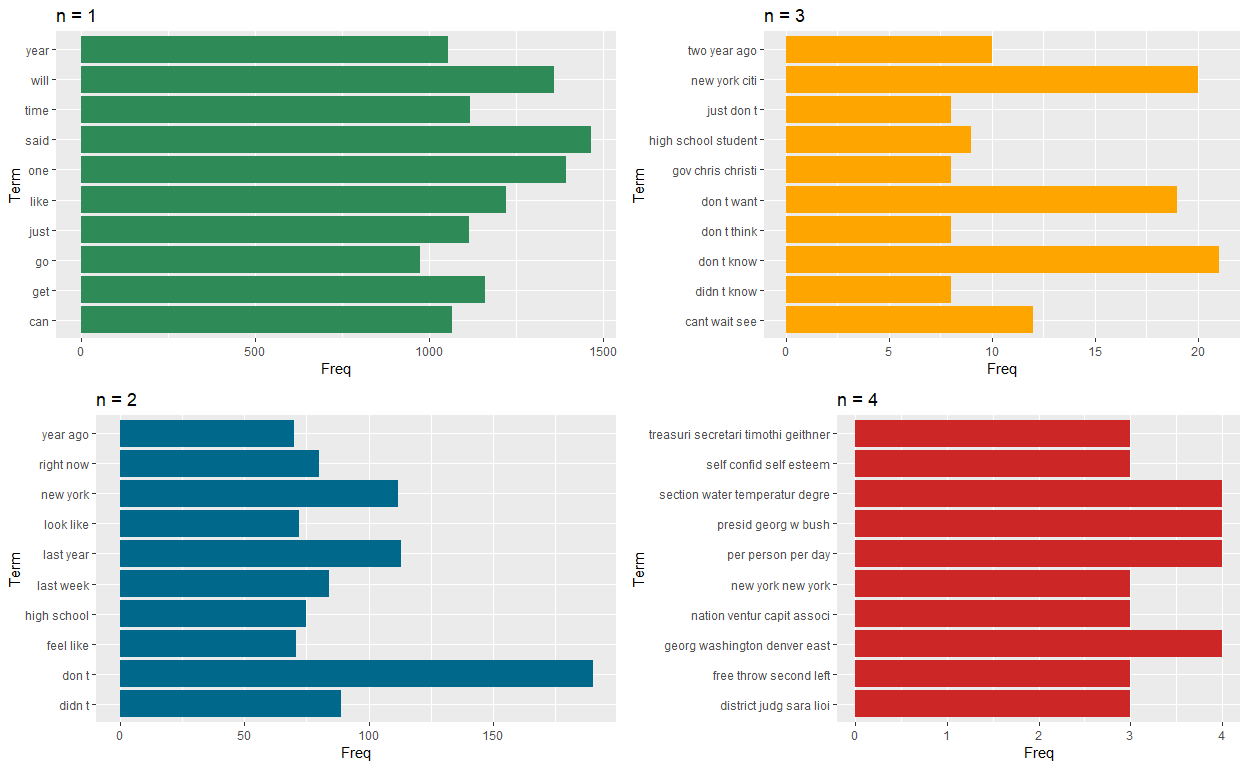 n = 1
year
will
time
said
one
like
just
go
get
can
Term
0 500 1000 1500
Freq
n = 3
two year ago
new york citi
just don t
high school student
gov chris christi
don t want
don t think
don t know
didn t know
cant wait see
Term
0 5 10 15 20
Freq
n = 2
year ago
right now
new york
look like
last year
last week
high school
feel like
don t
didn t
Term
0 50 100 150
Freq
n = 4
treasuri secretari timothi geithner
self confid self esteem
section water temperatur degre
presid georg w bush
per person per day
new york new york
nation ventur capit associ
georg washington denver east
free throw second left
district judg sara lioi
Term
0 1 2 3 4
Freq